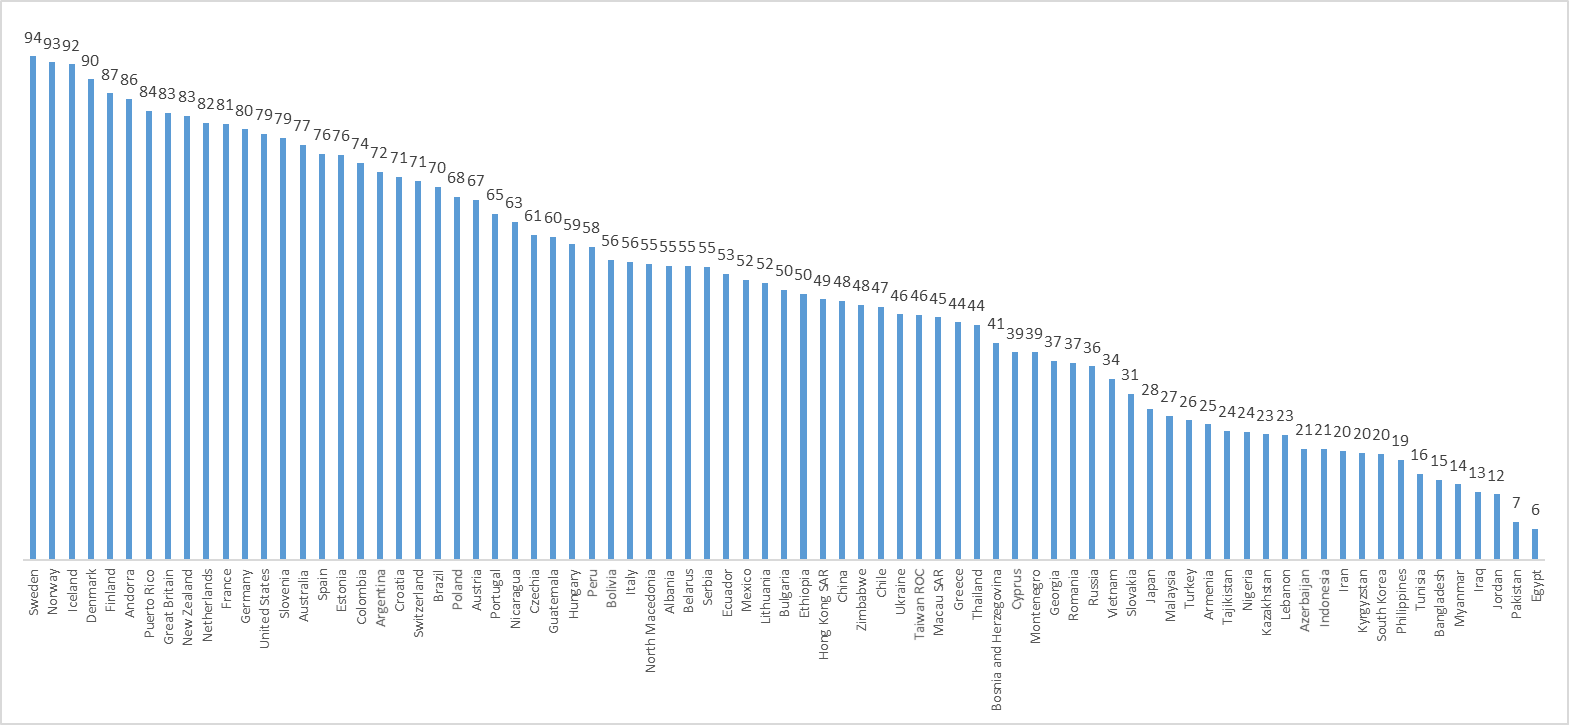 94 93 92 90 87 86 84 83 83 82 81 80 79 79 77 76 76 74 72 71 71 70 68 67 65 63 61 60 59 58 56 56 55 55 55 55 53 52 52 50 50 49 48 48 47 46 46 45 44 44 41 39 39 37 37 36 34 31 28 27 26 25 24 24 23 23 21 21 20 20 20 19 16 15 14 13 12 7 6
Sweden
Norway
Iceland
Denmark
Finland
Andorra
Puerto Rico
Great Britain
New Zealand
Netherlands
France
Germany
United States
Slovenia
Australia
Spain
Estonia
Colombia
Argentina
Croatia
Switzerland
Brazil
Poland
Austria
Portugal
Nicaragua
Czechia
Guatemala
Hungary
Peru
Bolivia
Italy
North Macedonia
Albania
Belarus
Serbia
Ecuador
Mexico
Lithuania
Bulgaria
Ethiopia
Hong Kong SAR
China
Zimbabwe
Chile
Ukraine
Taiwan ROC
Macau SAR
Greece
Thailand
Bosnia and Herzegovina
Cyprus
Montenegro
Georgia
Romania
Russia
Vietnam
Slovakia
Japan
Malaysia
Turkey
Armenia
Tajikistan
Nigeria
Kazakhstan
Lebanon
Azerbaijan
Indonesia
Iran
Kyrgyzstan
South Korea
Philippines
Tunisia
Bangladesh
Myanmar
Iraq
Jordan
Pakistan
Egypt